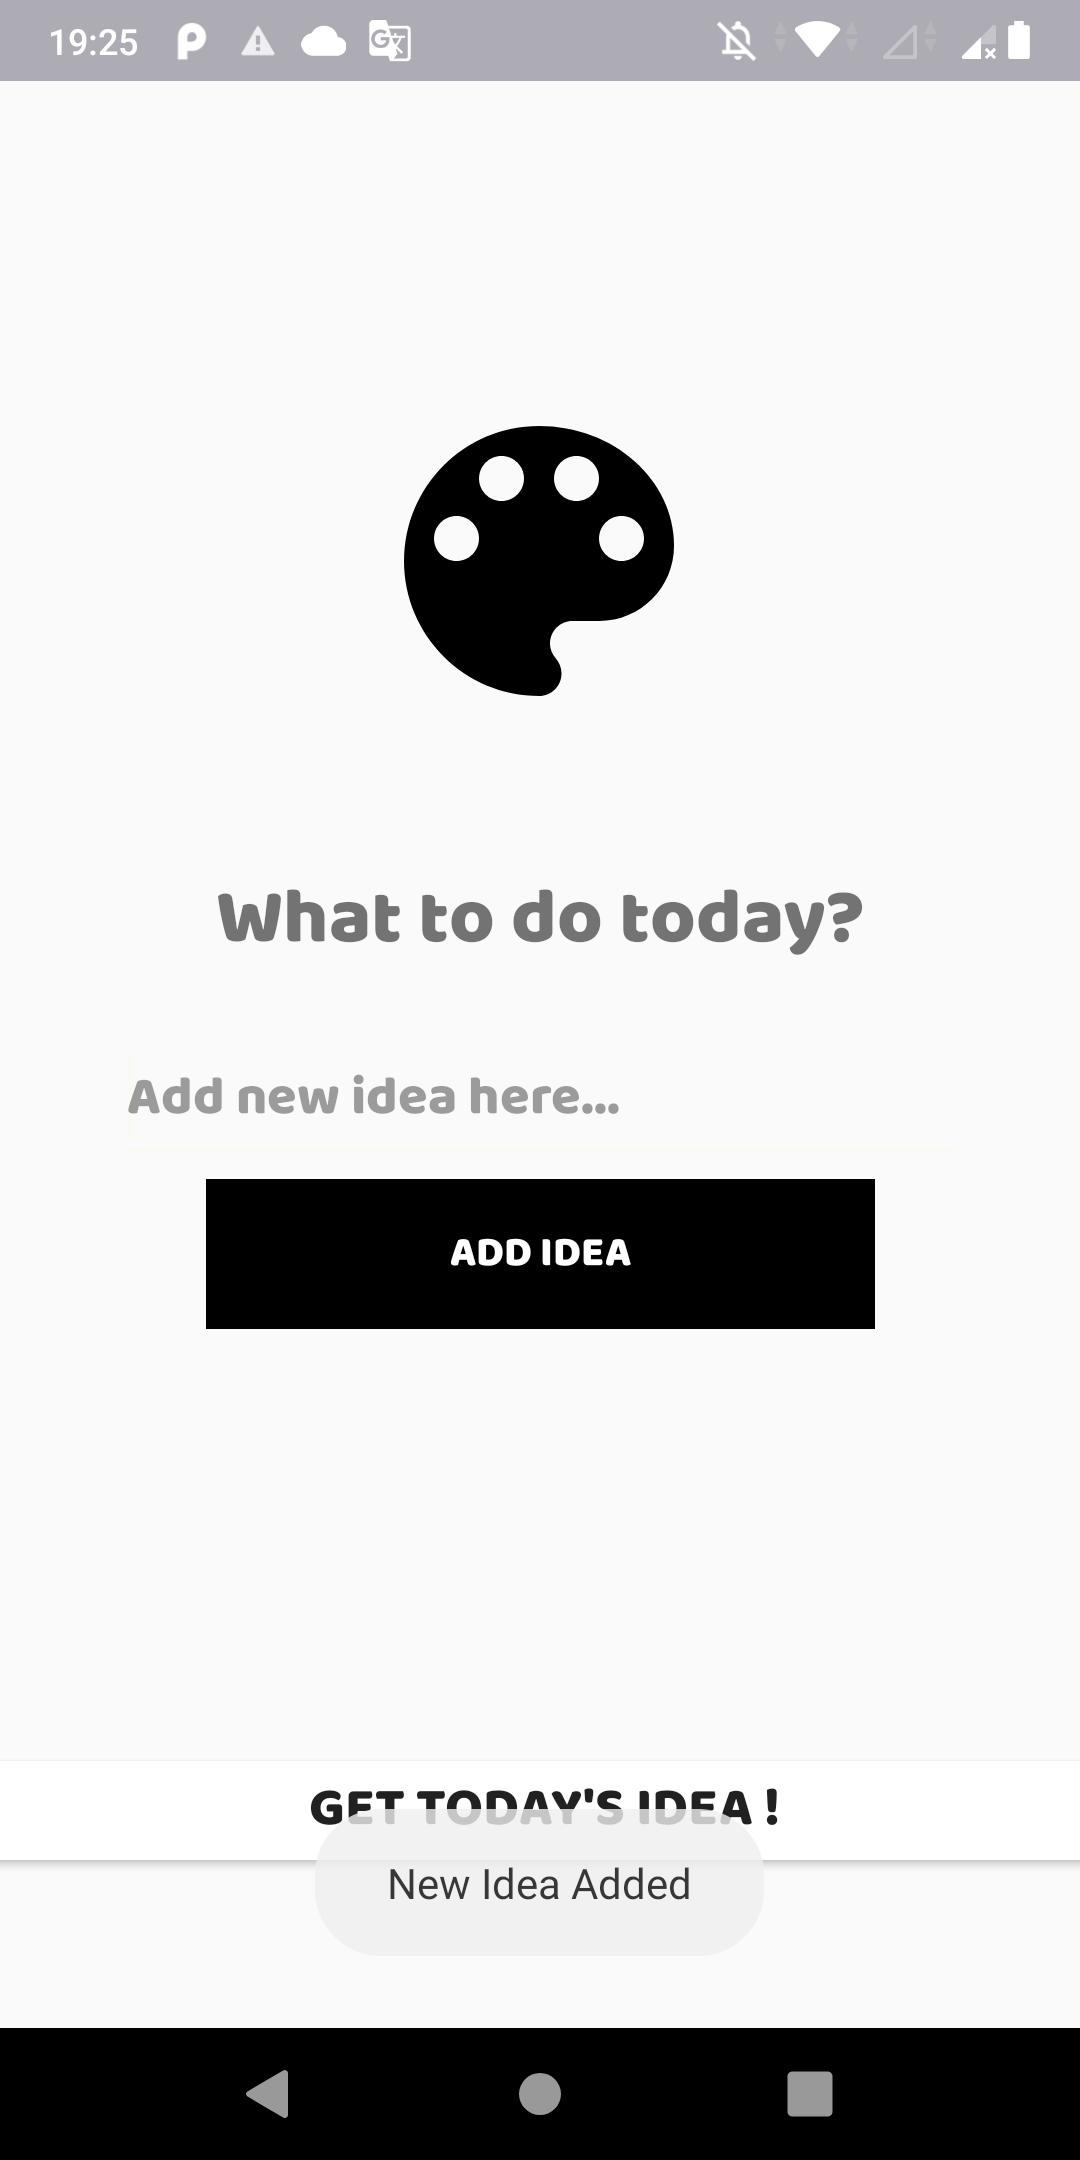 19:25
What to do today?
Add new idea here...
ADD IDEA
GET TODAY'S IDEA !
New Idea Added